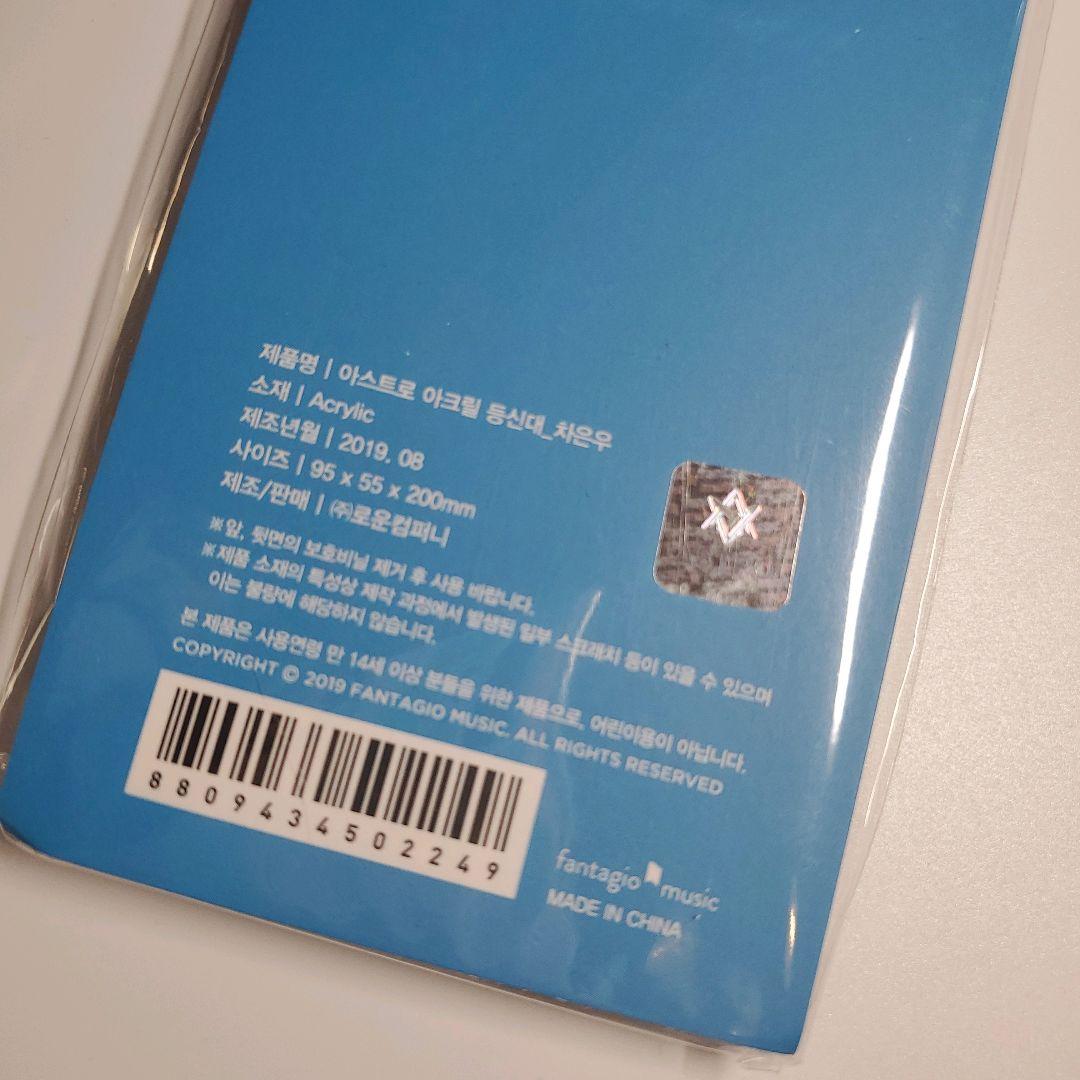 제품명 | 아스트로 아크릴 등신대_차은우
소재 | Acrylic
제조년월 | 2019. 08
사이즈 | 95 x 55 x 200mm
제조/판매 | ㈜로운컴퍼니
※앞, 뒷면의 보호비닐 제거 후 사용 바랍니다.
※제품 소재의 특성상 제작 과정에서 발생된 일부 스크래치 등이 있을 수 있으며
이는 불량에 해당하지 않습니다.
본 제품은 사용연령 만 14세 이상 분들을 위한 제품으로, 어린이용이 아닙니다.
COPYRIGHT © 2019 FANTAGIO MUSIC. ALL RIGHTS RESERVED
8809434502249
fantagio music
MADE IN CHINA